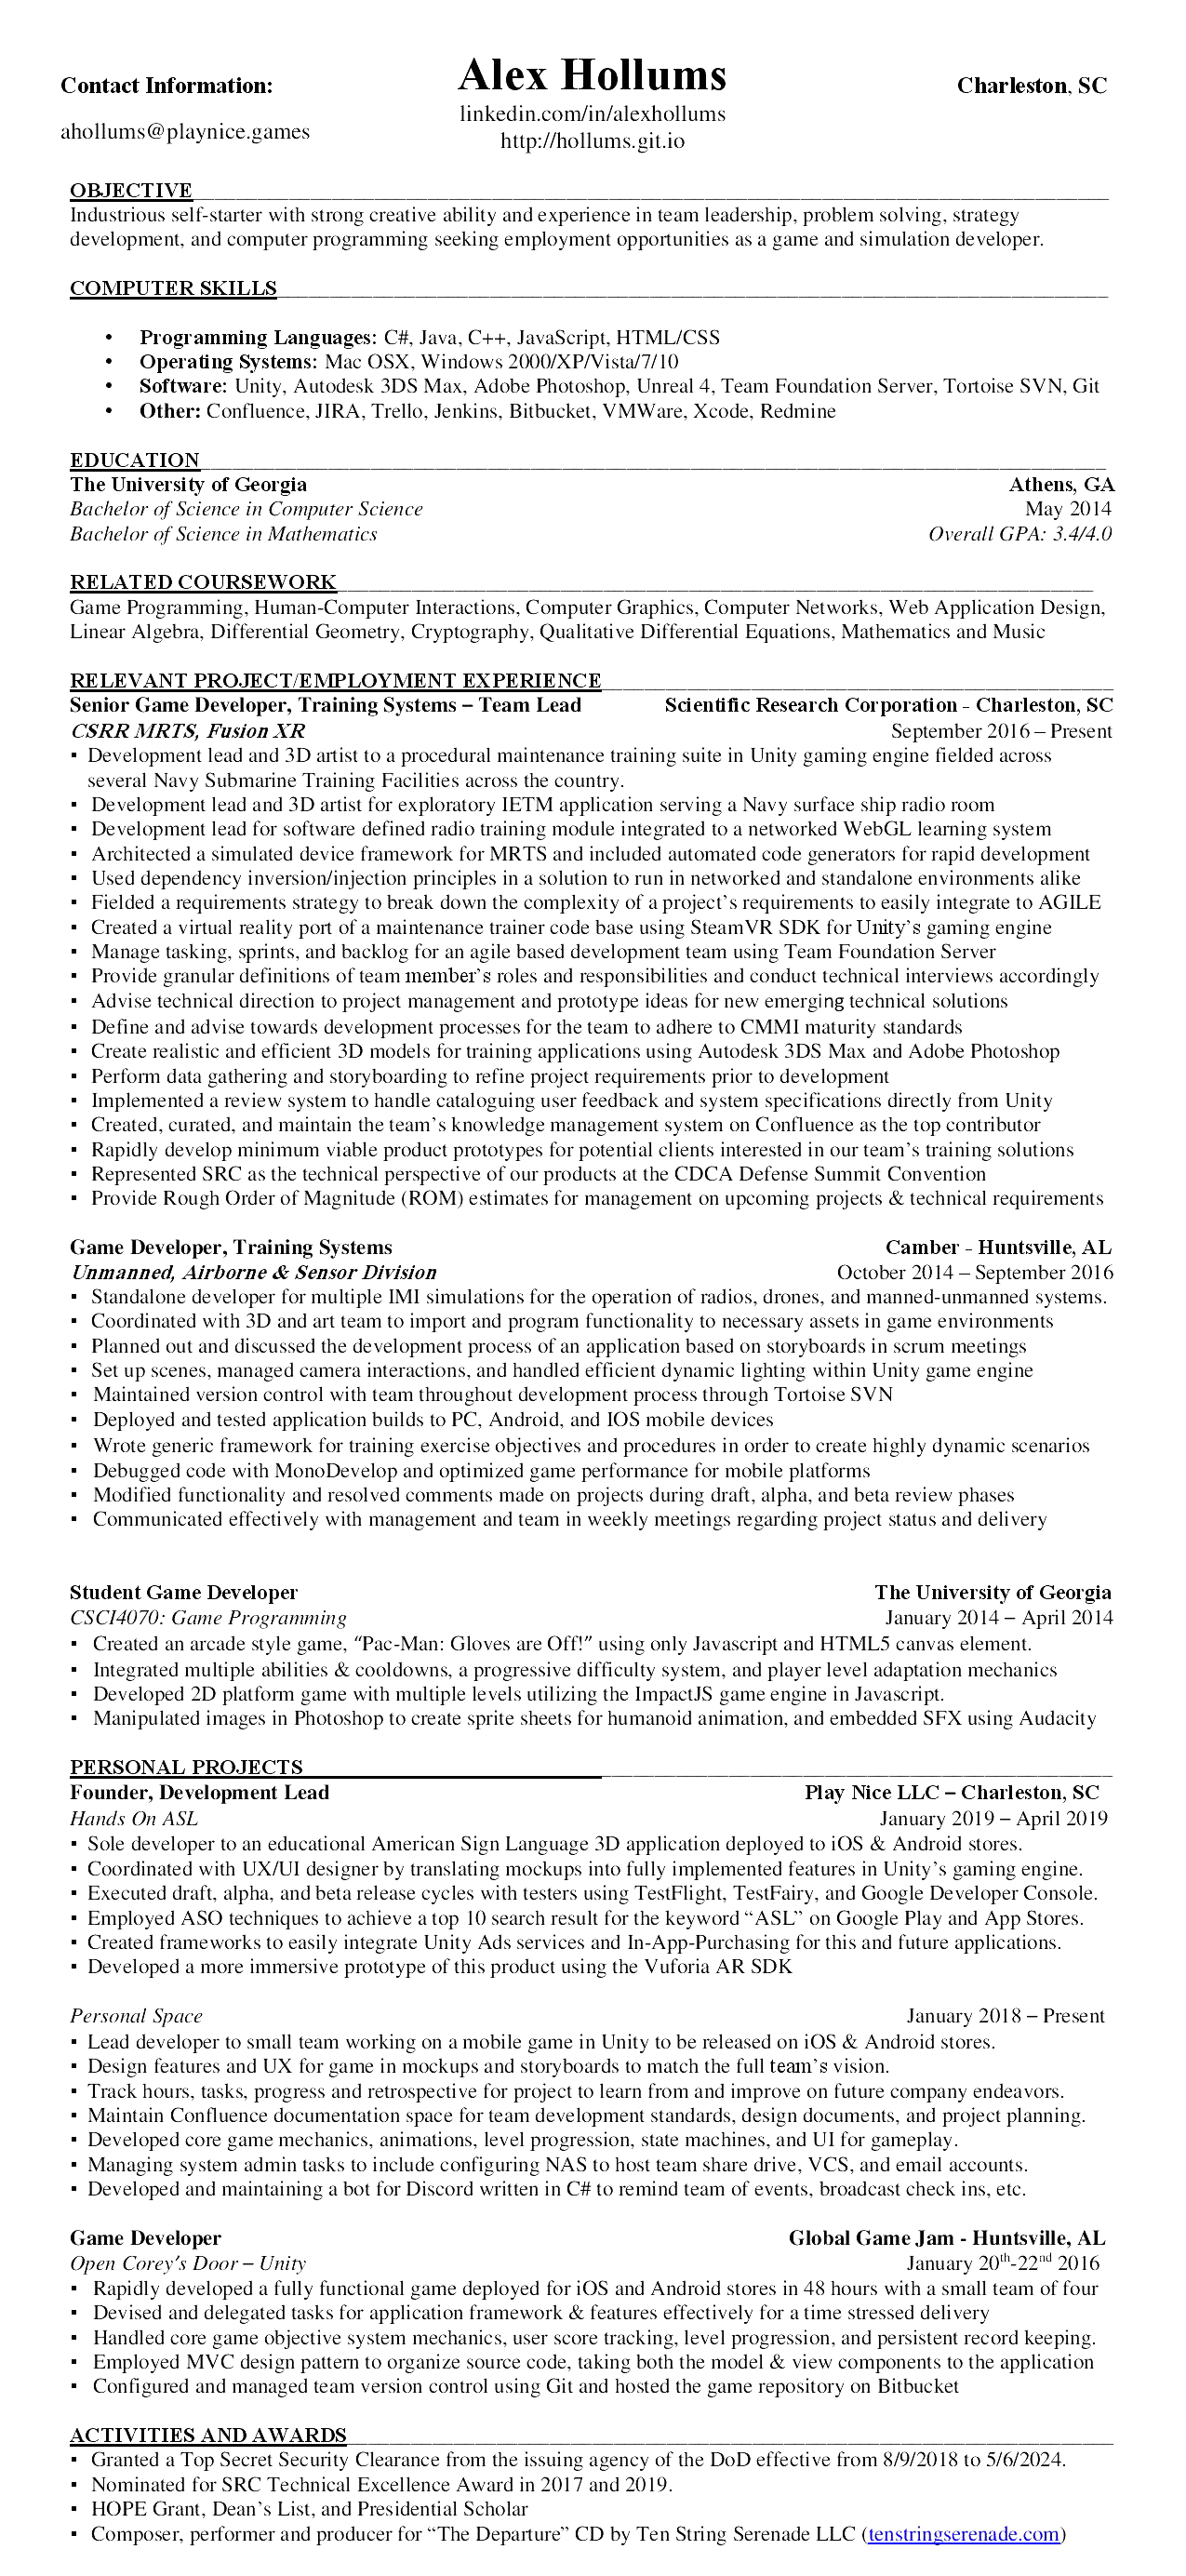 Alex Hollums
Contact Information:
Charleston, SC
linkedin.com/in/alexhollums
ahollums@playnice.games
http://hollums.git.io
OBJECTIVE
Industrious self-starter with strong creative ability and experience in team leadership, problem solving, strategy
development, and computer programming seeking employment opportunities as a game and simulation developer.
COMPUTER SKILLS
• Programming Languages: C#, Java, C++, JavaScript, HTML/CSS
• Operating Systems: Mac OSX, Windows 2000/XP/Vista/7/10
• Software: Unity, Autodesk 3DS Max, Adobe Photoshop, Unreal 4, Team Foundation Server, Tortoise SVN, Git
• Other: Confluence, JIRA, Trello, Jenkins, Bitbucket, VMWare, Xcode, Redmine
EDUCATION
The University of Georgia Athens, GA
Bachelor of Science in Computer Science May 2014
Bachelor of Science in Mathematics Overall GPA: 3.4/4.0
RELATED COURSEWORK
Game Programming, Human-Computer Interactions, Computer Graphics, Computer Networks, Web Application Design,
Linear Algebra, Differential Geometry, Cryptography, Qualitative Differential Equations, Mathematics and Music
RELEVANT PROJECT/EMPLOYMENT EXPERIENCE
Senior Game Developer, Training Systems – Team Lead Scientific Research Corporation - Charleston, SC
CSRR MRTS, Fusion XR September 2016 – Present
▪ Development lead and 3D artist to a procedural maintenance training suite in Unity gaming engine fielded across
several Navy Submarine Training Facilities across the country.
▪ Development lead and 3D artist for exploratory IETM application serving a Navy surface ship radio room
▪ Development lead for software defined radio training module integrated to a networked WebGL learning system
▪ Architected a simulated device framework for MRTS and included automated code generators for rapid development
▪ Used dependency inversion/injection principles in a solution to run in networked and standalone environments alike
▪ Fielded a requirements strategy to break down the complexity of a project's requirements to easily integrate to AGILE
▪ Created a virtual reality port of a maintenance trainer code base using SteamVR SDK for Unity's gaming engine
▪ Manage tasking, sprints, and backlog for an agile based development team using Team Foundation Server
▪ Provide granular definitions of team member's roles and responsibilities and conduct technical interviews accordingly
▪ Advise technical direction to project management and prototype ideas for new emerging technical solutions
▪ Define and advise towards development processes for the team to adhere to CMMI maturity standards
▪ Create realistic and efficient 3D models for training applications using Autodesk 3DS Max and Adobe Photoshop
▪ Perform data gathering and storyboarding to refine project requirements prior to development
▪ Implemented a review system to handle cataloguing user feedback and system specifications directly from Unity
▪ Created, curated, and maintain the team's knowledge management system on Confluence as the top contributor
▪ Rapidly develop minimum viable product prototypes for potential clients interested in our team's training solutions
▪ Represented SRC as the technical perspective of our products at the CDCA Defense Summit Convention
▪ Provide Rough Order of Magnitude (ROM) estimates for management on upcoming projects & technical requirements
Game Developer, Training Systems Camber - Huntsville, AL
Unmanned, Airborne & Sensor Division October 2014 – September 2016
▪ Standalone developer for multiple IMI simulations for the operation of radios, drones, and manned-unmanned systems.
▪ Coordinated with 3D and art team to import and program functionality to necessary assets in game environments
▪ Planned out and discussed the development process of an application based on storyboards in scrum meetings
▪ Set up scenes, managed camera interactions, and handled efficient dynamic lighting within Unity game engine
▪ Maintained version control with team throughout development process through Tortoise SVN
▪ Deployed and tested application builds to PC, Android, and IOS mobile devices
▪ Wrote generic framework for training exercise objectives and procedures in order to create highly dynamic scenarios
▪ Debugged code with MonoDevelop and optimized game performance for mobile platforms
▪ Modified functionality and resolved comments made on projects during draft, alpha, and beta review phases
▪ Communicated effectively with management and team in weekly meetings regarding project status and delivery
Student Game Developer The University of Georgia
CSCI4070: Game Programming January 2014 – April 2014
▪ Created an arcade style game, "Pac-Man: Gloves are Off!" using only Javascript and HTML5 canvas element.
▪ Integrated multiple abilities & cooldowns, a progressive difficulty system, and player level adaptation mechanics
▪ Developed 2D platform game with multiple levels utilizing the ImpactJS game engine in Javascript.
▪ Manipulated images in Photoshop to create sprite sheets for humanoid animation, and embedded SFX using Audacity
PERSONAL PROJECTS
Founder, Development Lead Play Nice LLC – Charleston, SC
Hands On ASL January 2019 – April 2019
▪ Sole developer to an educational American Sign Language 3D application deployed to iOS & Android stores.
▪ Coordinated with UX/UI designer by translating mockups into fully implemented features in Unity's gaming engine.
▪ Executed draft, alpha, and beta release cycles with testers using TestFlight, TestFairy, and Google Developer Console.
▪ Employed ASO techniques to achieve a top 10 search result for the keyword “ASL” on Google Play and App Stores.
▪ Created frameworks to easily integrate Unity Ads services and In-App-Purchasing for this and future applications.
▪ Developed a more immersive prototype of this product using the Vuforia AR SDK
Personal Space January 2018 – Present
▪ Lead developer to small team working on a mobile game in Unity to be released on iOS & Android stores.
▪ Design features and UX for game in mockups and storyboards to match the full team's vision.
▪ Track hours, tasks, progress and retrospective for project to learn from and improve on future company endeavors.
▪ Maintain Confluence documentation space for team development standards, design documents, and project planning.
▪ Developed core game mechanics, animations, level progression, state machines, and UI for gameplay.
▪ Managing system admin tasks to include configuring NAS to host team share drive, VCS, and email accounts.
▪ Developed and maintaining a bot for Discord written in C# to remind team of events, broadcast check ins, etc.
Game Developer Global Game Jam - Huntsville, AL
Open Corey's Door – Unity January 20th-22nd 2016
▪ Rapidly developed a fully functional game deployed for iOS and Android stores in 48 hours with a small team of four
▪ Devised and delegated tasks for application framework & features effectively for a time stressed delivery
▪ Handled core game objective system mechanics, user score tracking, level progression, and persistent record keeping.
▪ Employed MVC design pattern to organize source code, taking both the model & view components to the application
▪ Configured and managed team version control using Git and hosted the game repository on Bitbucket
ACTIVITIES AND AWARDS
▪ Granted a Top Secret Security Clearance from the issuing agency of the DoD effective from 8/9/2018 to 5/6/2024.
▪ Nominated for SRC Technical Excellence Award in 2017 and 2019.
▪ HOPE Grant, Dean's List, and Presidential Scholar
▪ Composer, performer and producer for “The Departure” CD by Ten String Serenade LLC (tenstringserenade.com)